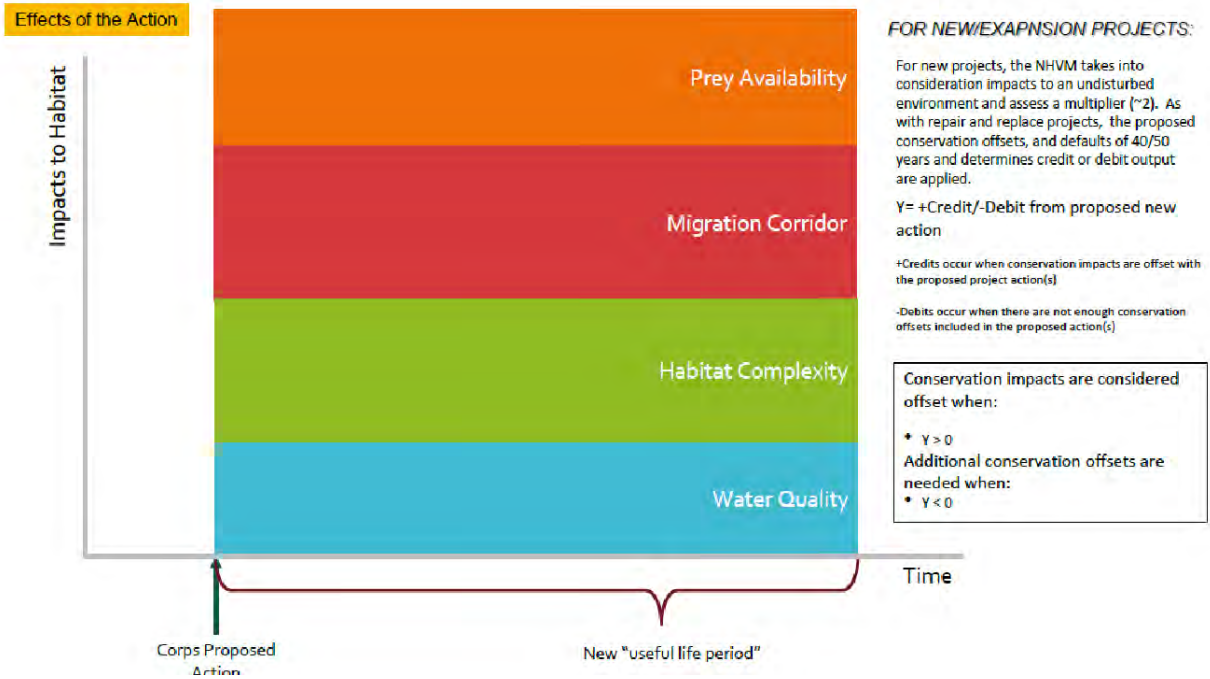 Effects of the Action
Impacts to Habitat
Prey Availability
Migration Corridor
Habitat Complexity
Water Quality
Time
Corps Proposed
Action
New “useful life period”
FOR NEW/EXAPNSION PROJECTS:
For new projects, the NHVM takes into
consideration impacts to an undisturbed
environment and assess a multiplier (~2). As
with repair and replace projects, the proposed
conservation offsets, and defaults of 40/50
years and determines credit or debit output
are applied.
Y= +Credit/-Debit from proposed new
action
+Credits occur when conservation impacts are offset with
the proposed project action(s)
-Debits occur when there are not enough conservation
offsets included in the proposed action(s)
Conservation impacts are considered
offset when:
• Y > 0
Additional conservation offsets are
needed when:
• Y < 0